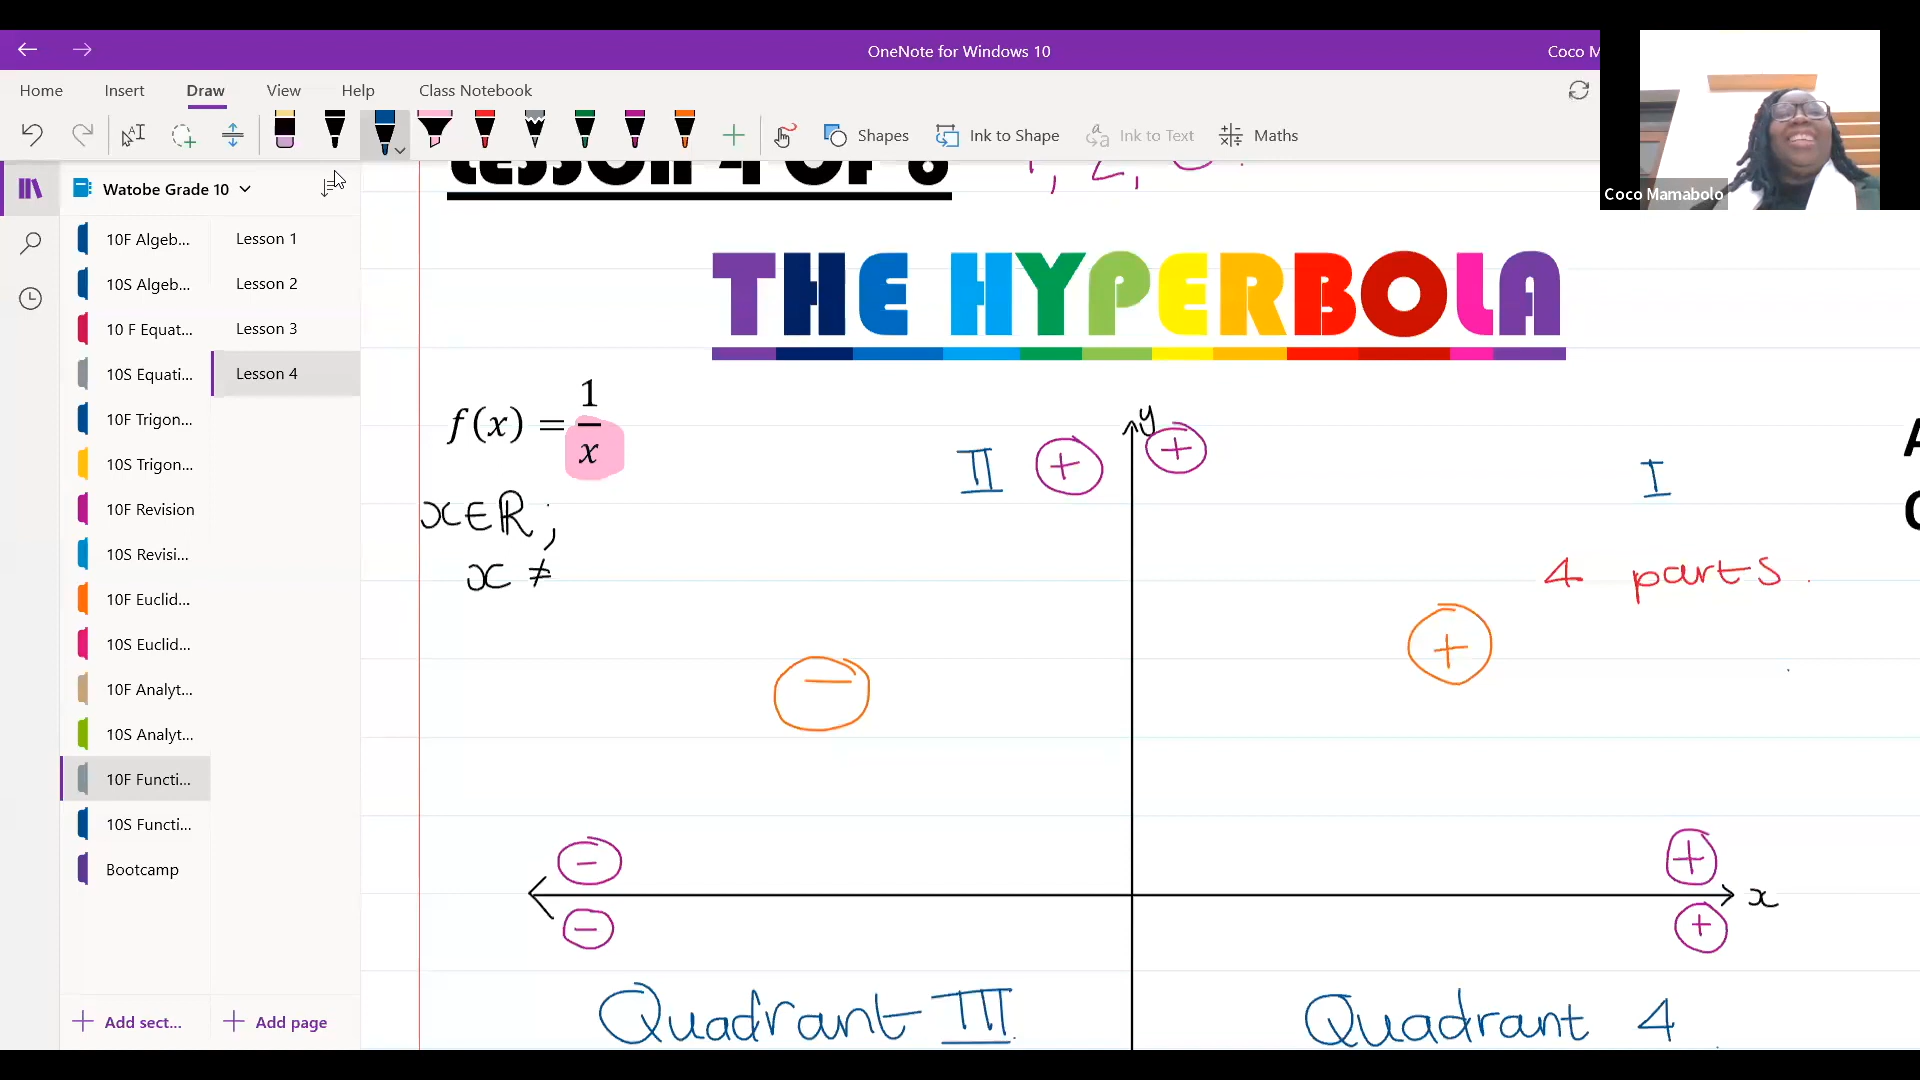 OneNote for Windows 10
Coco M
Home Insert Draw View Help Class Notebook
Shapes Ink to Shape Ink to Text Maths
Coco Mamabolo
LESSON 4 OF 8
Watobe Grade 10
10F Algeb...
10S Algeb...
10 F Equat...
10S Equati...
10F Trigon...
10S Trigon...
10F Revision
10S Revisi...
10F Euclid...
10S Euclid...
10F Analyt...
10S Analyt...
10F Functi...
10S Functi...
Bootcamp
Add sect...
Lesson 1
Lesson 2
Lesson 3
Lesson 4
Add page
THE HYPERBOLA
f(x) = 1/x
x∈ℝ ;
x ≠
y
II + +
I
4 parts.
− +
− +
x
− +
Quadrant III
Quadrant 4